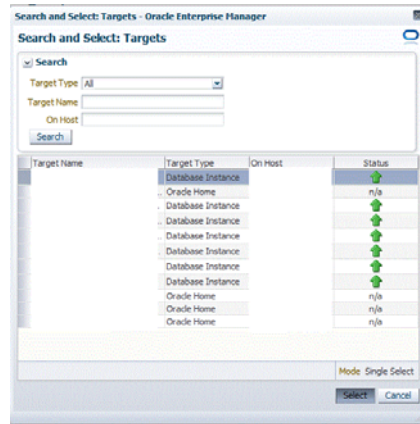 Search and Select: Targets - Oracle Enterprise Manager
Search and Select: Targets
Search
Target Type All
Target Name
On Host
Search
Target Name Target Type On Host Status
Database Instance
Oracle Home n/a
Database Instance
Database Instance
Database Instance
Database Instance
Database Instance
Database Instance
Oracle Home n/a
Oracle Home n/a
Oracle Home n/a
Mode Single Select
Select Cancel